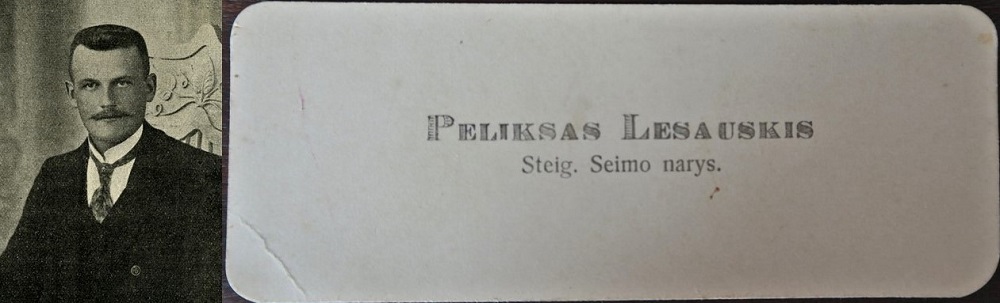 PELIKSAS LESAUSKIS
Steig. Seimo narys.